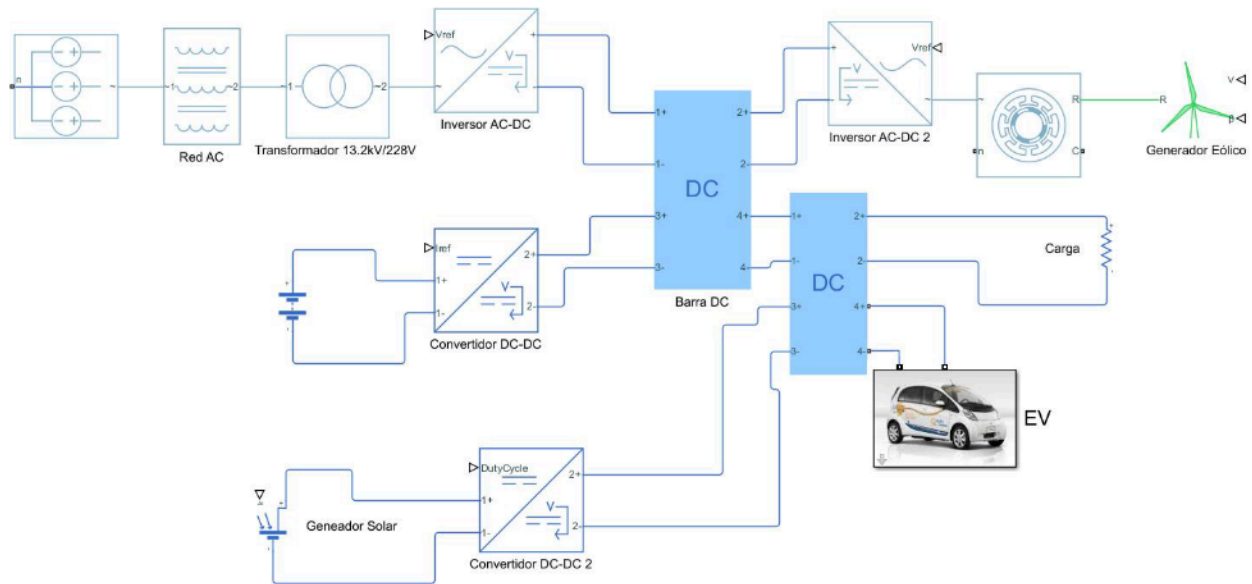 n
~
1
2
~1
~2
Vref
~
V
+
-
Red AC
Transformador 13.2kV/228V
Inversor AC-DC
+
-
Vref
V
~
Inversor AC-DC 2
~
n
R
C
R
v
β
Generador Eólico
1+
1-
3+
3-
DC
2+
2-
4+
4-
Barra DC
Iref
1+
1-
V
2+
2-
Convertidor DC-DC
1+
1-
3+
3-
DC
2+
2-
4+
4-
Carga
EV
DutyCycle
1+
1-
V
2+
2-
Geneador Solar
Convertidor DC-DC 2